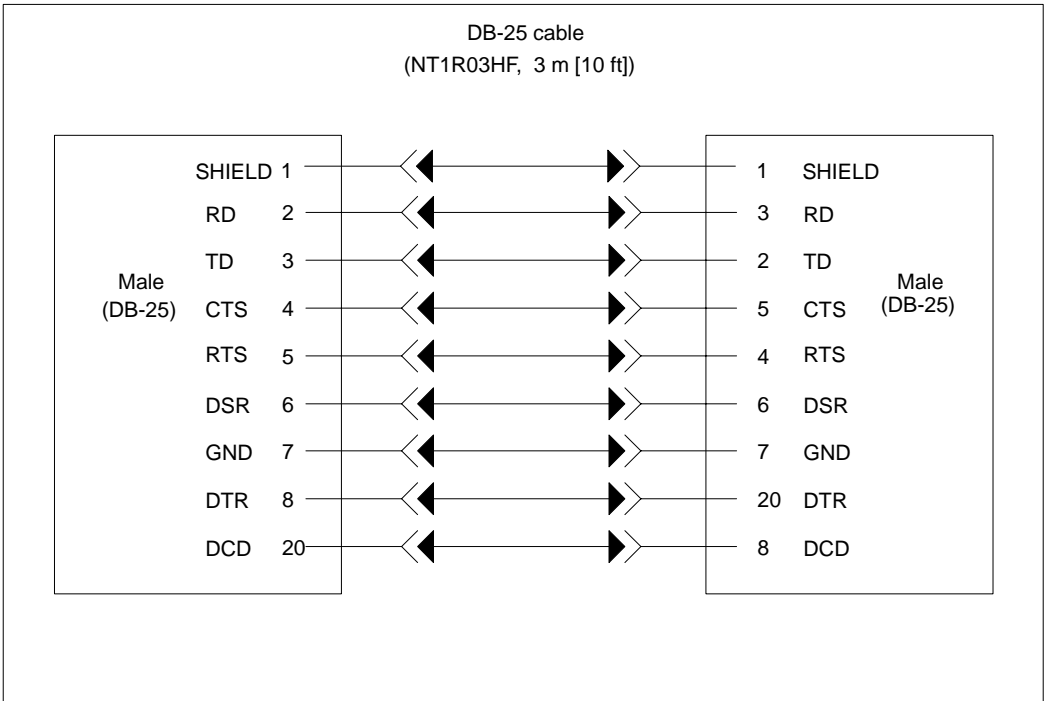 DB-25 cable
(NT1R03HF, 3 m [10 ft])
SHIELD 1 1 SHIELD
RD 2 3 RD
TD 3 2 TD
Male
(DB-25)
Male
(DB-25)
CTS 4 5 CTS
RTS 5 4 RTS
DSR 6 6 DSR
GND 7 7 GND
DTR 8 20 DTR
DCD 20 8 DCD